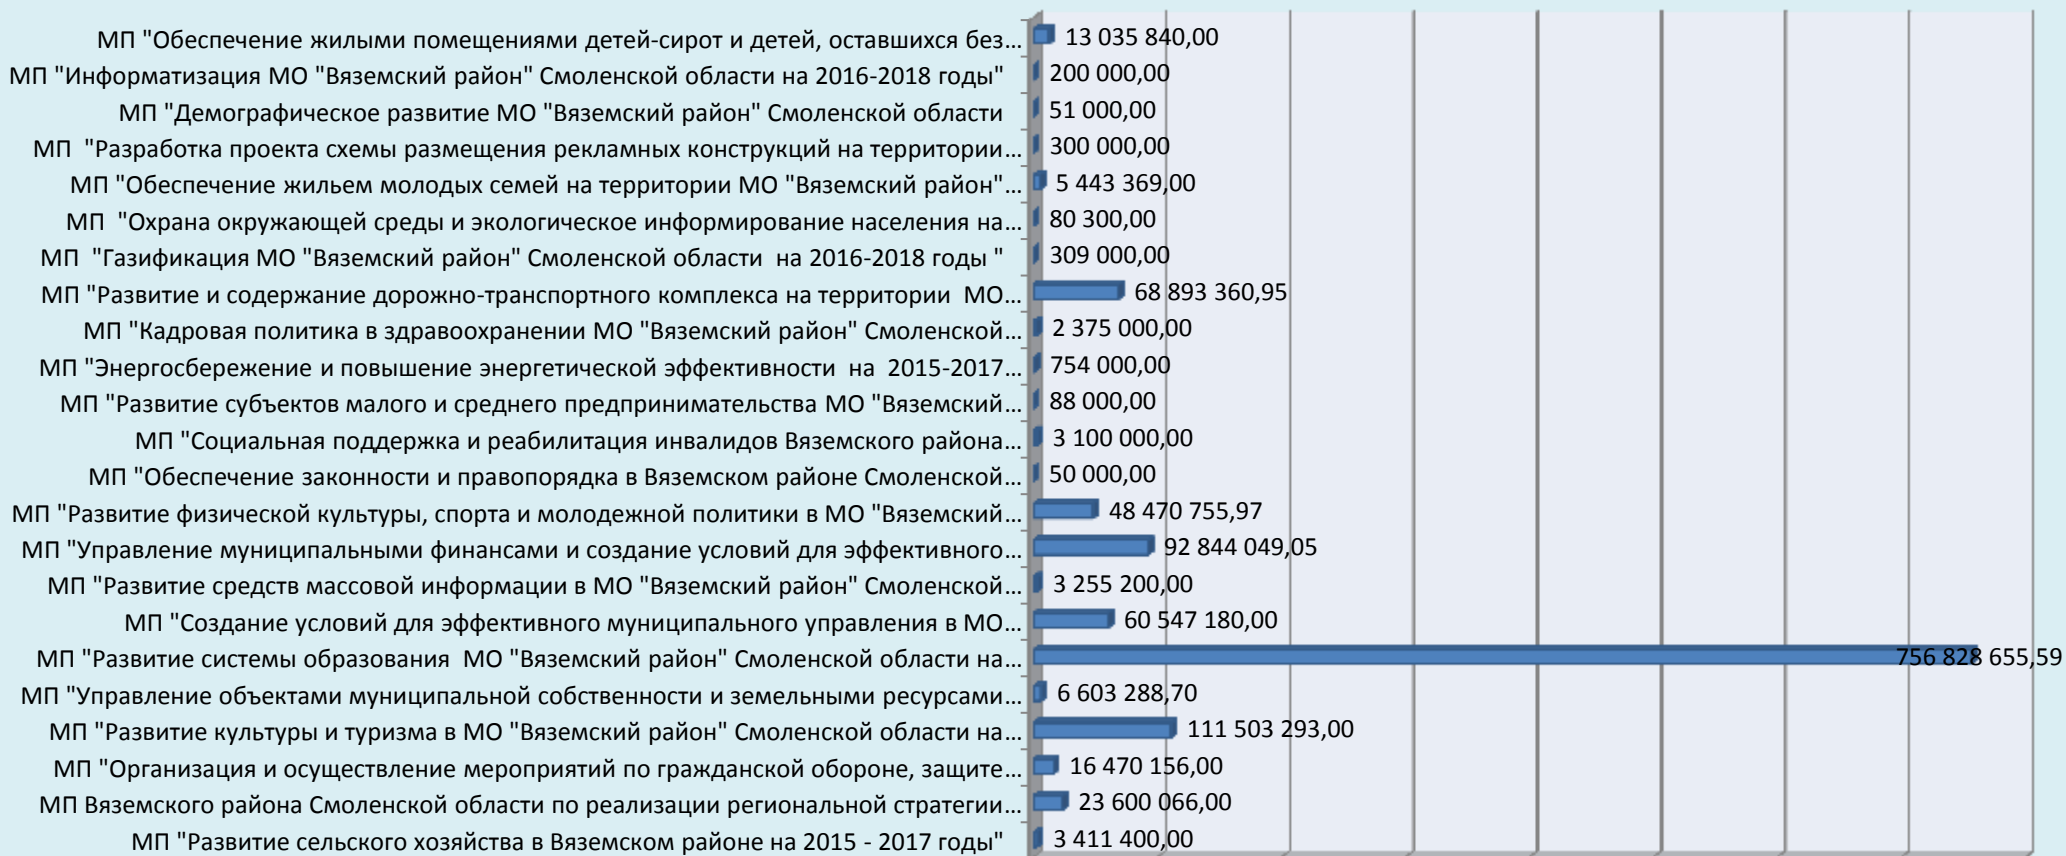 МП "Обеспечение жилыми помещениями детей-сирот и детей, оставшихся без... 13 035 840,00
МП "Информатизация МО "Вяземский район" Смоленской области на 2016-2018 годы" 200 000,00
МП "Демографическое развитие МО "Вяземский район" Смоленской области 51 000,00
МП "Разработка проекта схемы размещения рекламных конструкций на территории... 300 000,00
МП "Обеспечение жильем молодых семей на территории МО "Вяземский район"... 5 443 369,00
МП "Охрана окружающей среды и экологическое информирование населения на... 80 300,00
МП "Газификация МО "Вяземский район" Смоленской области на 2016-2018 годы " 309 000,00
МП "Развитие и содержание дорожно-транспортного комплекса на территории МО... 68 893 360,95
МП "Кадровая политика в здравоохранении МО "Вяземский район" Смоленской... 2 375 000,00
МП "Энергосбережение и повышение энергетической эффективности на 2015-2017... 754 000,00
МП "Развитие субъектов малого и среднего предпринимательства МО "Вяземский... 88 000,00
МП "Социальная поддержка и реабилитация инвалидов Вяземского района... 3 100 000,00
МП "Обеспечение законности и правопорядка в Вяземском районе Смоленской... 50 000,00
МП "Развитие физической культуры, спорта и молодежной политики в МО "Вяземский... 48 470 755,97
МП "Управление муниципальными финансами и создание условий для эффективного... 92 844 049,05
МП "Развитие средств массовой информации в МО "Вяземский район" Смоленской... 3 255 200,00
МП "Создание условий для эффективного муниципального управления в МО... 60 547 180,00
МП "Развитие системы образования МО "Вяземский район" Смоленской области на... 756 828 655,59
МП "Управление объектами муниципальной собственности и земельными ресурсами... 6 603 288,70
МП "Развитие культуры и туризма в МО "Вяземский район" Смоленской области на... 111 503 293,00
МП "Организация и осуществление мероприятий по гражданской обороне, защите... 16 470 156,00
МП Вяземского района Смоленской области по реализации региональной стратегии... 23 600 066,00
МП "Развитие сельского хозяйства в Вяземском районе на 2015 - 2017 годы" 3 411 400,00